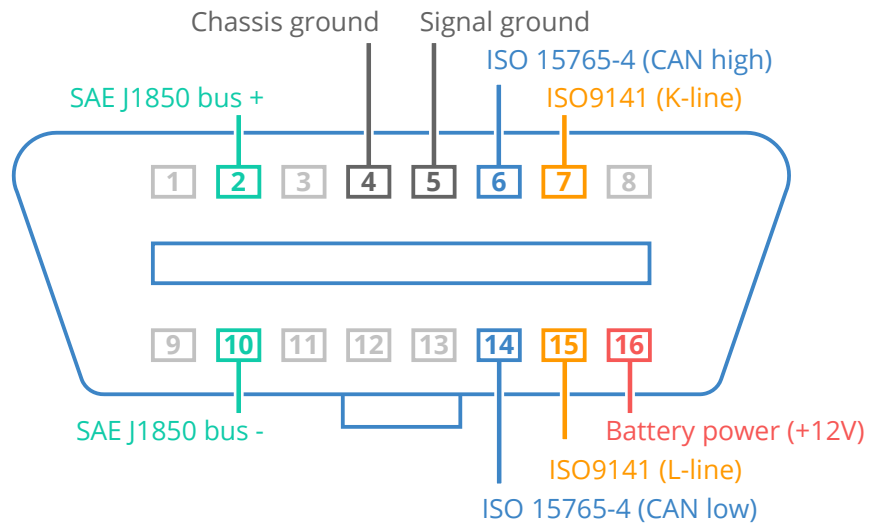 Chassis ground Signal ground
ISO 15765-4 (CAN high)
SAE J1850 bus + ISO9141 (K-line)
1 2 3 4 5 6 7 8
9 10 11 12 13 14 15 16
SAE J1850 bus - Battery power (+12V)
ISO9141 (L-line)
ISO 15765-4 (CAN low)